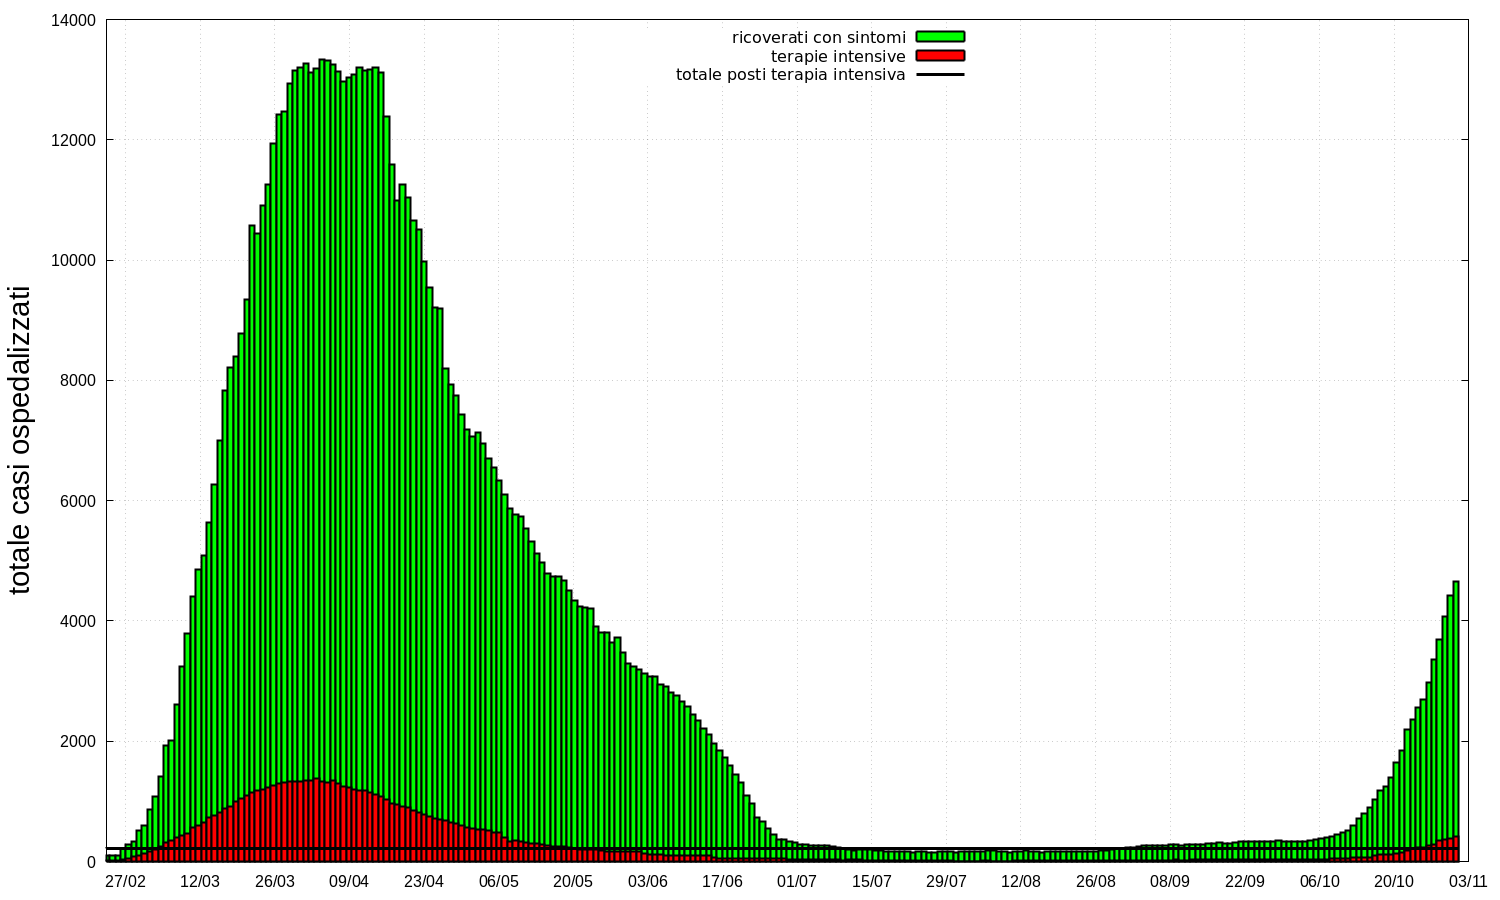 ricoverati con sintomi
terapie intensive
totale posti terapia intensiva
totale casi ospedalizzati
14000
12000
10000
8000
6000
4000
2000
0
27/02 12/03 26/03 09/04 23/04 06/05 20/05 03/06 17/06 01/07 15/07 29/07 12/08 26/08 08/09 22/09 06/10 20/10 03/11